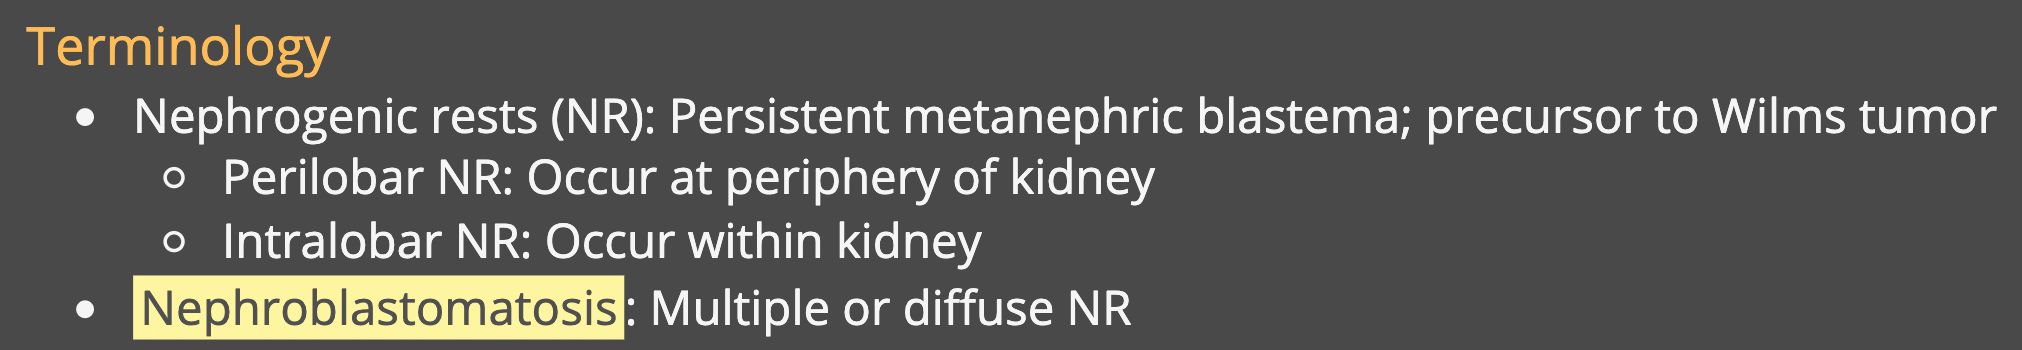 Terminology
• Nephrogenic rests (NR): Persistent metanephric blastema; precursor to Wilms tumor
◦ Perilobar NR: Occur at periphery of kidney
◦ Intralobar NR: Occur within kidney
• Nephroblastomatosis: Multiple or diffuse NR